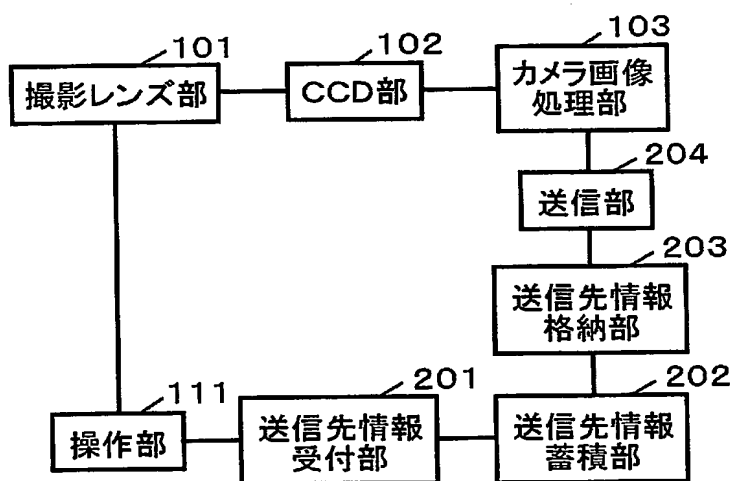 101
撮影レンズ部
102
CCD部
103
カメラ画像
処理部
204
送信部
203
送信先情報
格納部
111
操作部
201
送信先情報
受付部
202
送信先情報
蓄積部